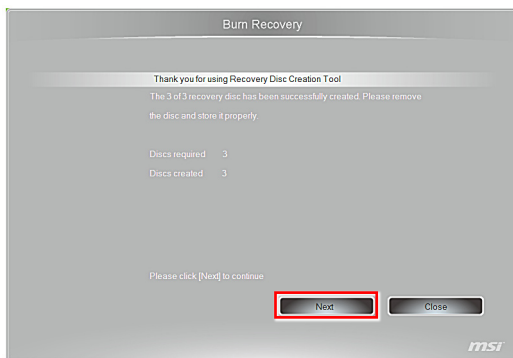 Burn Recovery
Thank you for using Recovery Disc Creation Tool
The 3 of 3 recovery disc has been successfully created. Please remove
the disc and store it properly.
Discs required 3
Discs created 3
Please click [Next] to continue
Next Close
msi